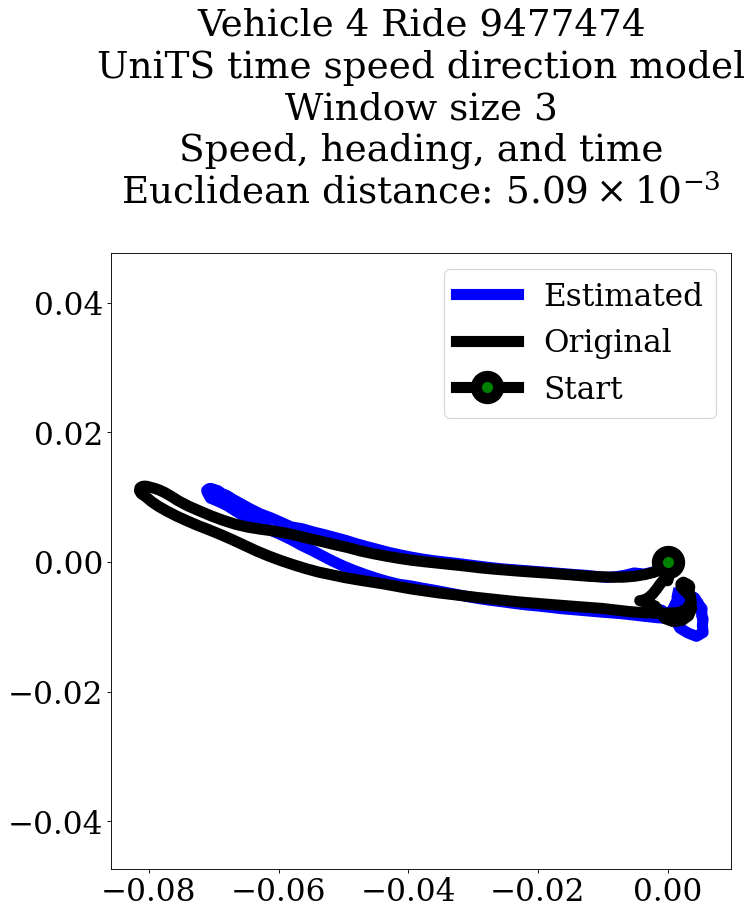 Vehicle 4 Ride 9477474
UniTS time speed direction model
Window size 3
Speed, heading, and time
Euclidean distance: 5.09 × 10⁻³
Estimated
Original
Start
0.04
0.02
0.00
−0.02
−0.04
−0.08 −0.06 −0.04 −0.02 0.00